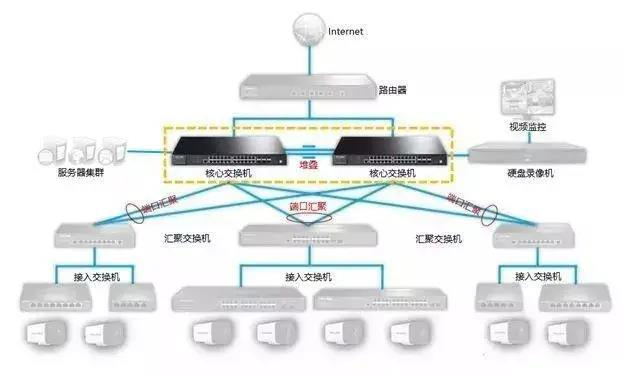 Internet
路由器
视频监控
服务器集群
核心交换机
堆叠
核心交换机
硬盘录像机
端口汇聚
端口汇聚
端口汇聚
汇聚交换机
汇聚交换机
接入交换机
接入交换机
接入交换机